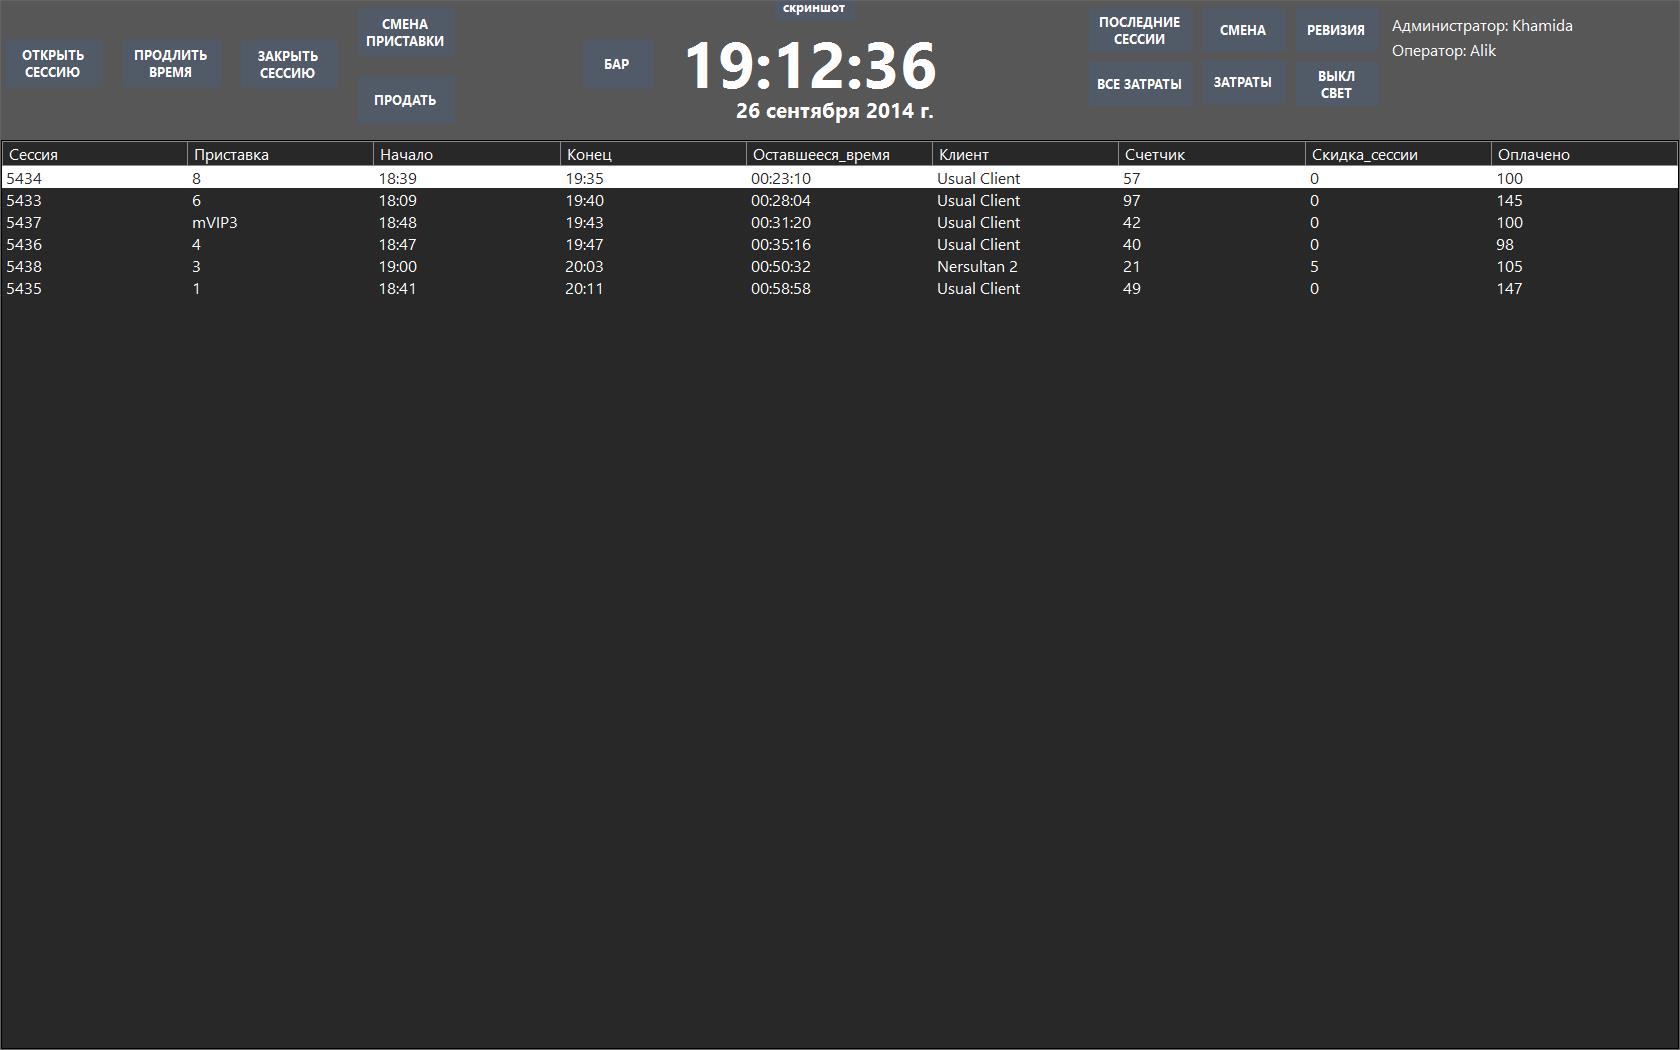 скриншот
ОТКРЫТЬ
СЕССИЮ
ПРОДЛИТЬ
ВРЕМЯ
ЗАКРЫТЬ
СЕССИЮ
СМЕНА
ПРИСТАВКИ
ПРОДАТЬ
БАР
19:12:36
26 сентября 2014 г.
ПОСЛЕДНИЕ
СЕССИИ
СМЕНА
РЕВИЗИЯ
ВСЕ ЗАТРАТЫ
ЗАТРАТЫ
ВЫКЛ
СВЕТ
Администратор: Khamida
Оператор: Alik
Сессия Приставка Начало Конец Оставшееся_время Клиент Счетчик Скидка_сессии Оплачено
5434 8 18:39 19:35 00:23:10 Usual Client 57 0 100
5433 6 18:09 19:40 00:28:04 Usual Client 97 0 145
5437 mVIP3 18:48 19:43 00:31:20 Usual Client 42 0 100
5436 4 18:47 19:47 00:35:16 Usual Client 40 0 98
5438 3 19:00 20:03 00:50:32 Nersultan 2 21 5 105
5435 1 18:41 20:11 00:58:58 Usual Client 49 0 147